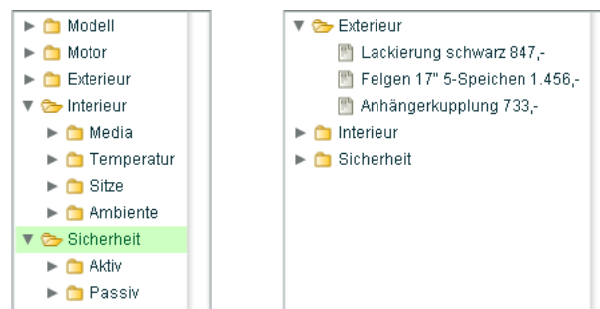 Modell
Motor
Exterieur
Interieur
Media
Temperatur
Sitze
Ambiente
Sicherheit
Aktiv
Passiv
Exterieur
Lackierung schwarz 847,-
Felgen 17" 5-Speichen 1.456,-
Anhängerkupplung 733,-
Interieur
Sicherheit